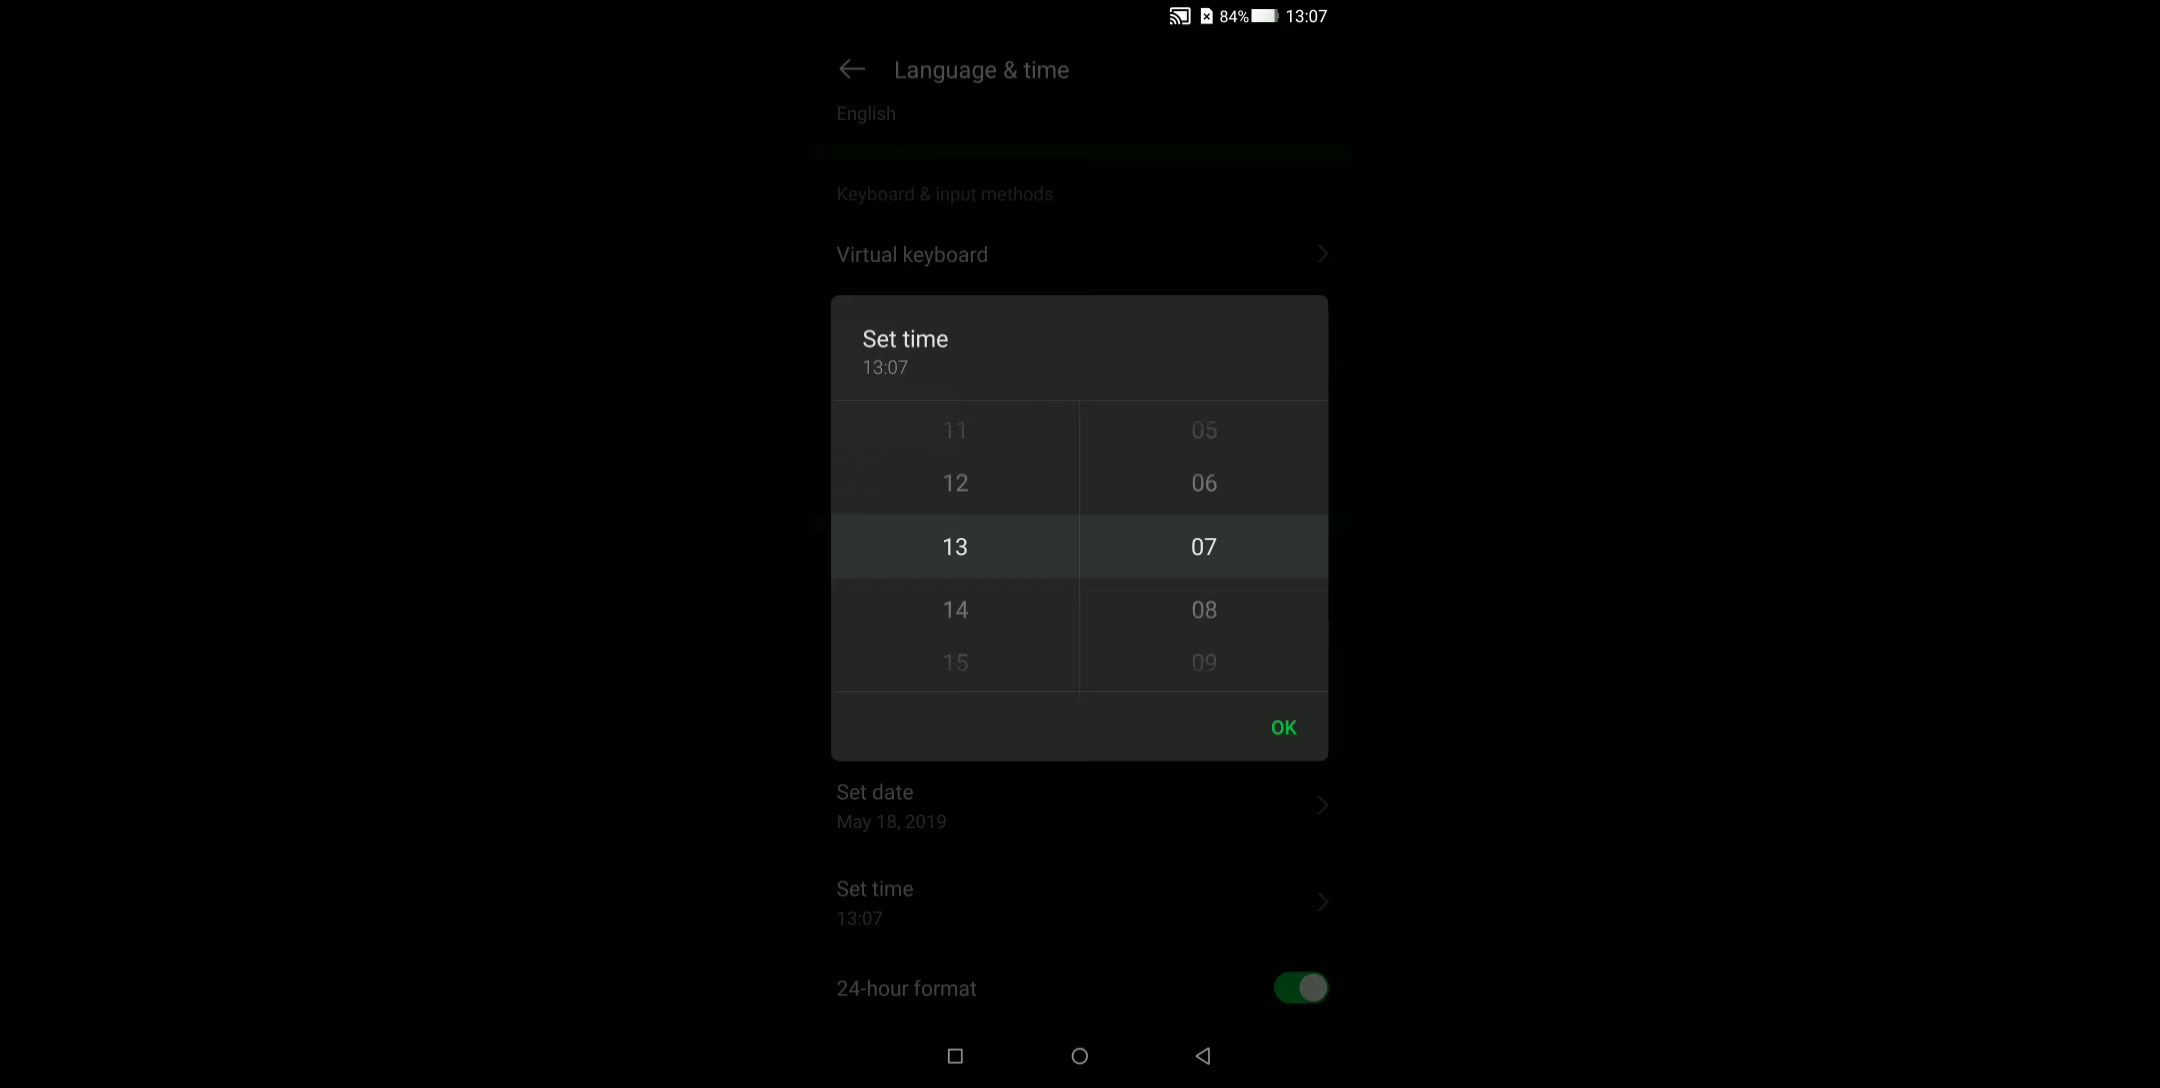 84% 13:07
Language & time
English
Keyboard & input methods
Virtual keyboard
Set time
13:07
11 05
12 06
13 07
14 08
15 09
OK
Set date
May 18, 2019
Set time
13:07
24-hour format